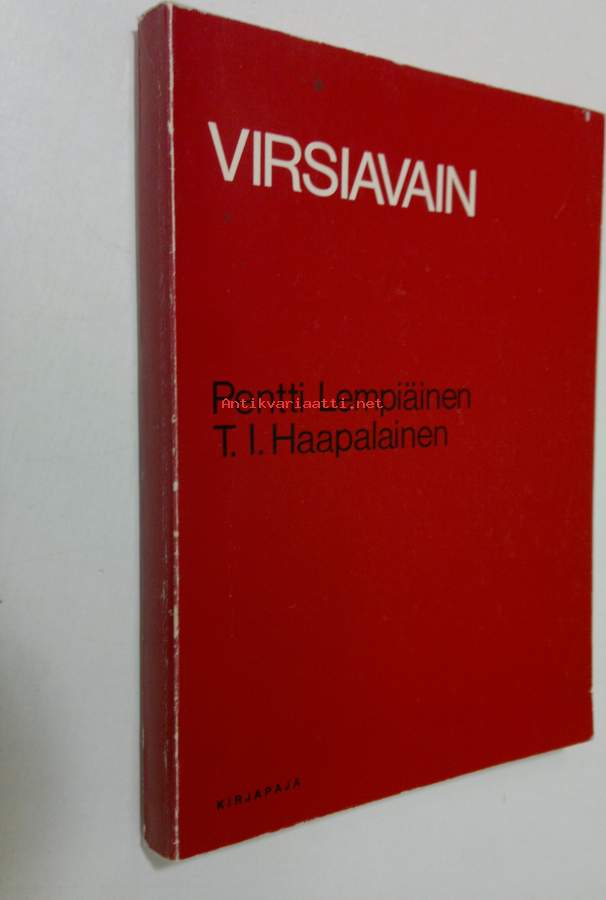 VIRSIAVAIN
Pentti Lempiäinen
Antikvariaatti.net
T. I. Haapalainen
KIRJAPAJA